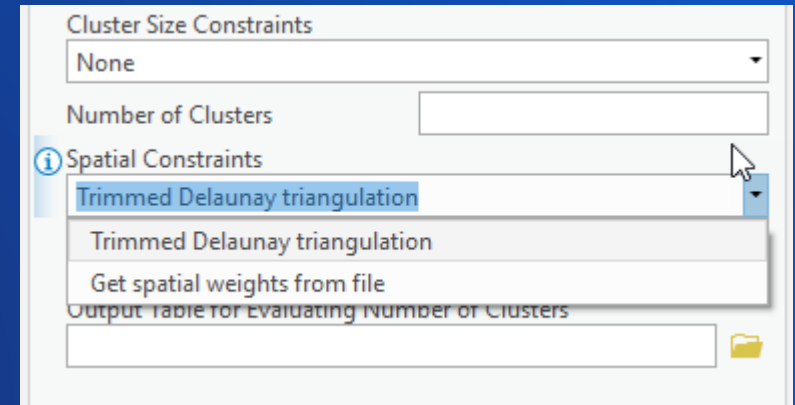 Cluster Size Constraints
None
Number of Clusters
Spatial Constraints
Trimmed Delaunay triangulation
Trimmed Delaunay triangulation
Get spatial weights from file
Output Table for Evaluating Number of Clusters